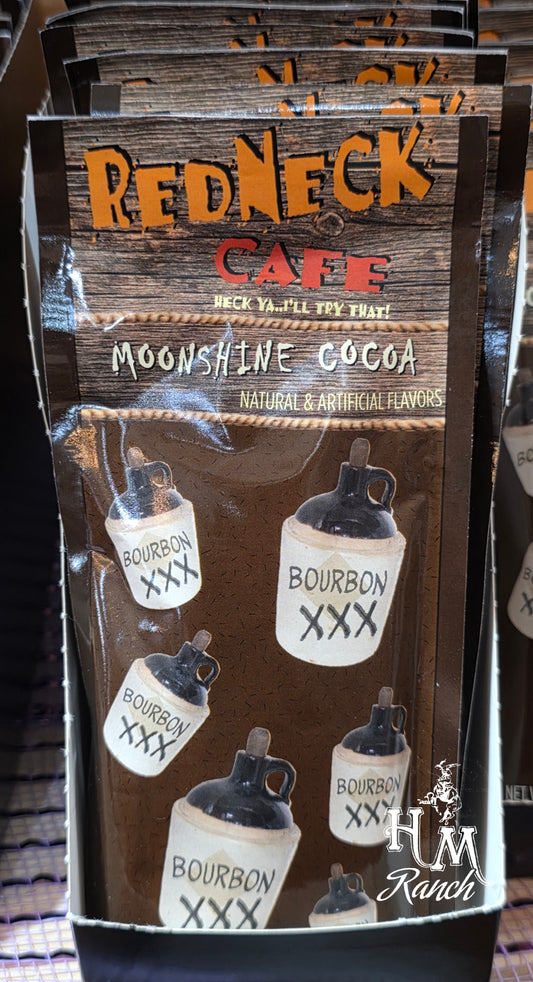 REDNECK
CAFE
HECK YA..I'LL TRY THAT!
MOONSHINE COCOA
NATURAL & ARTIFICIAL FLAVORS
BOURBON
XXX
BOURBON
XXX
BOURBON
XXX
BOURBON
XXX
BOURBON
XXX
HM
Ranch